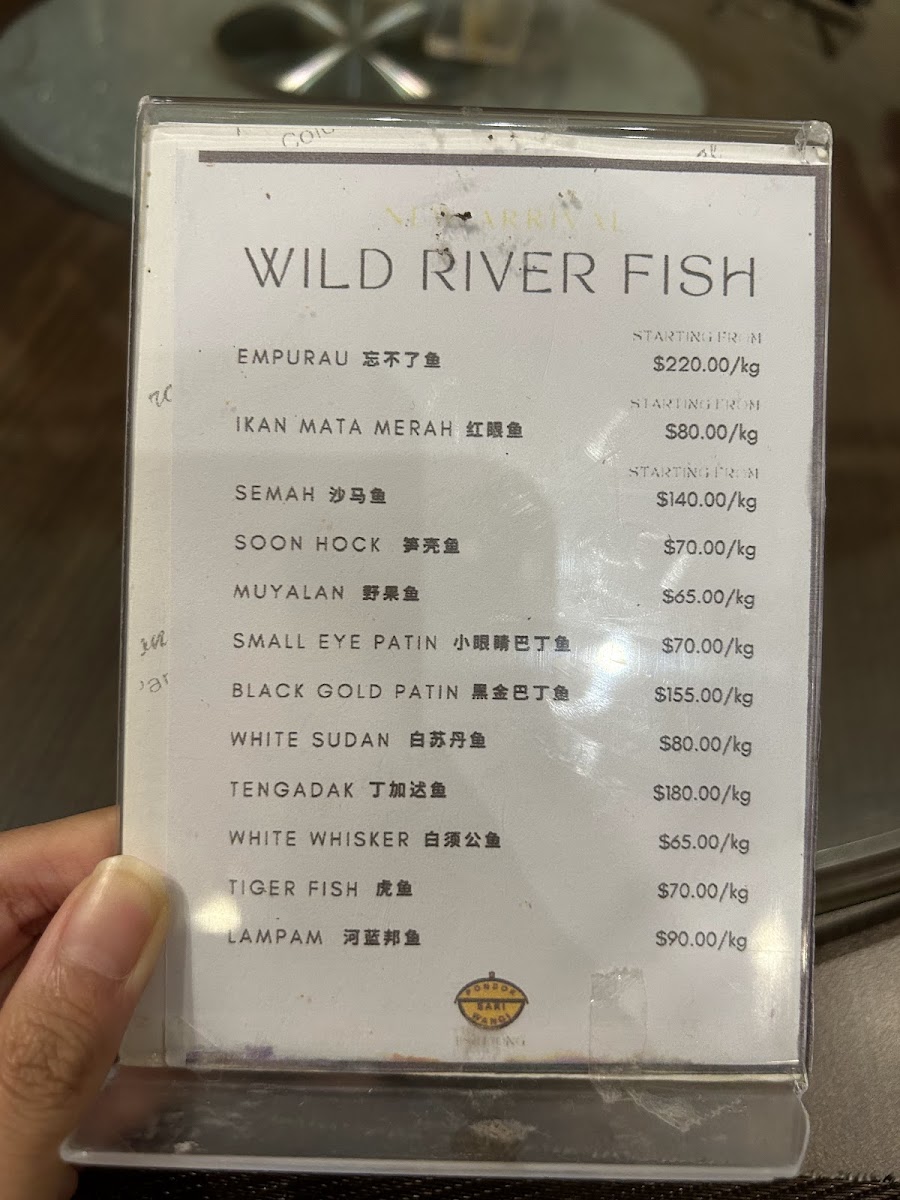 NEW ARRIVAL
WILD RIVER FISH
STARTING FROM
EMPURAU 忘不了鱼 $220.00/kg
STARTING FROM
IKAN MATA MERAH 红眼鱼 $80.00/kg
STARTING FROM
SEMAH 沙马鱼 $140.00/kg
SOON HOCK 笋亮鱼 $70.00/kg
MUYALAN 野果鱼 $65.00/kg
SMALL EYE PATIN 小眼睛巴丁鱼 $70.00/kg
BLACK GOLD PATIN 黑金巴丁鱼 $155.00/kg
WHITE SUDAN 白苏丹鱼 $80.00/kg
TENGADAK 丁加达鱼 $180.00/kg
WHITE WHISKER 白须公鱼 $65.00/kg
TIGER FISH 虎鱼 $70.00/kg
LAMPAM 河蓝邦鱼 $90.00/kg
PONDOK
SARI
WANGI